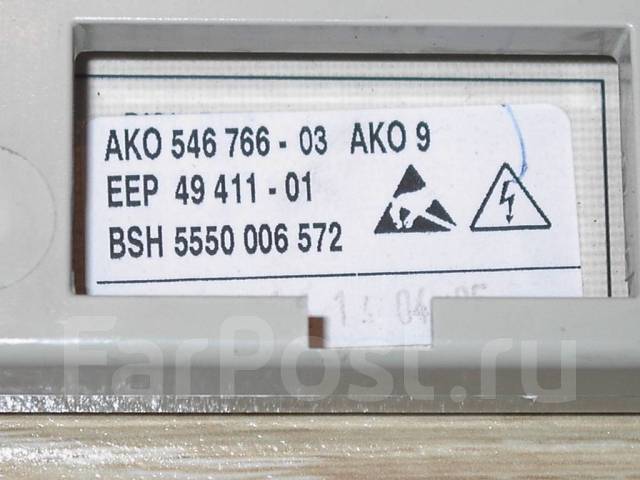 AKO 546 766 - 03 AKO 9
EEP 49 411 - 01
BSH 5550 006 572
FarPost.ru